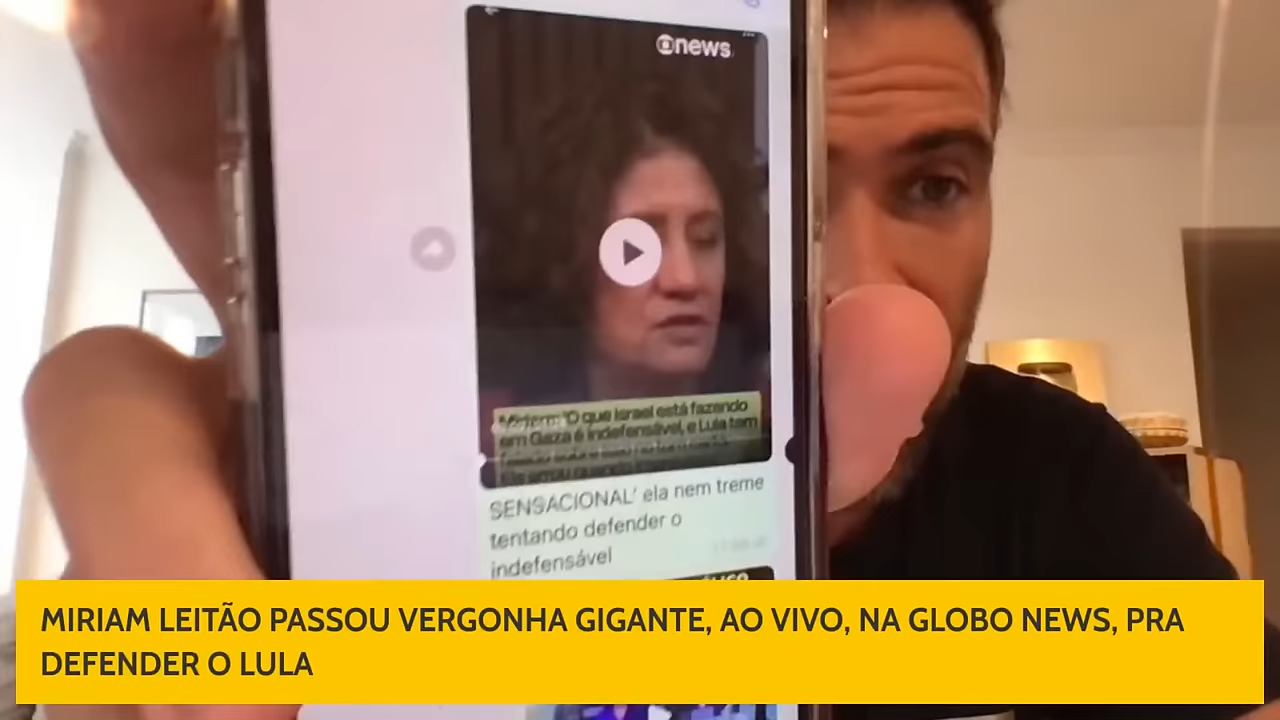 news
Miriam: 'O que Israel está fazendo
em Gaza é indefensável, e Lula tem
SENSACIONAL' ela nem treme
tentando defender o
indefensável
MIRIAM LEITÃO PASSOU VERGONHA GIGANTE, AO VIVO, NA GLOBO NEWS, PRA
DEFENDER O LULA